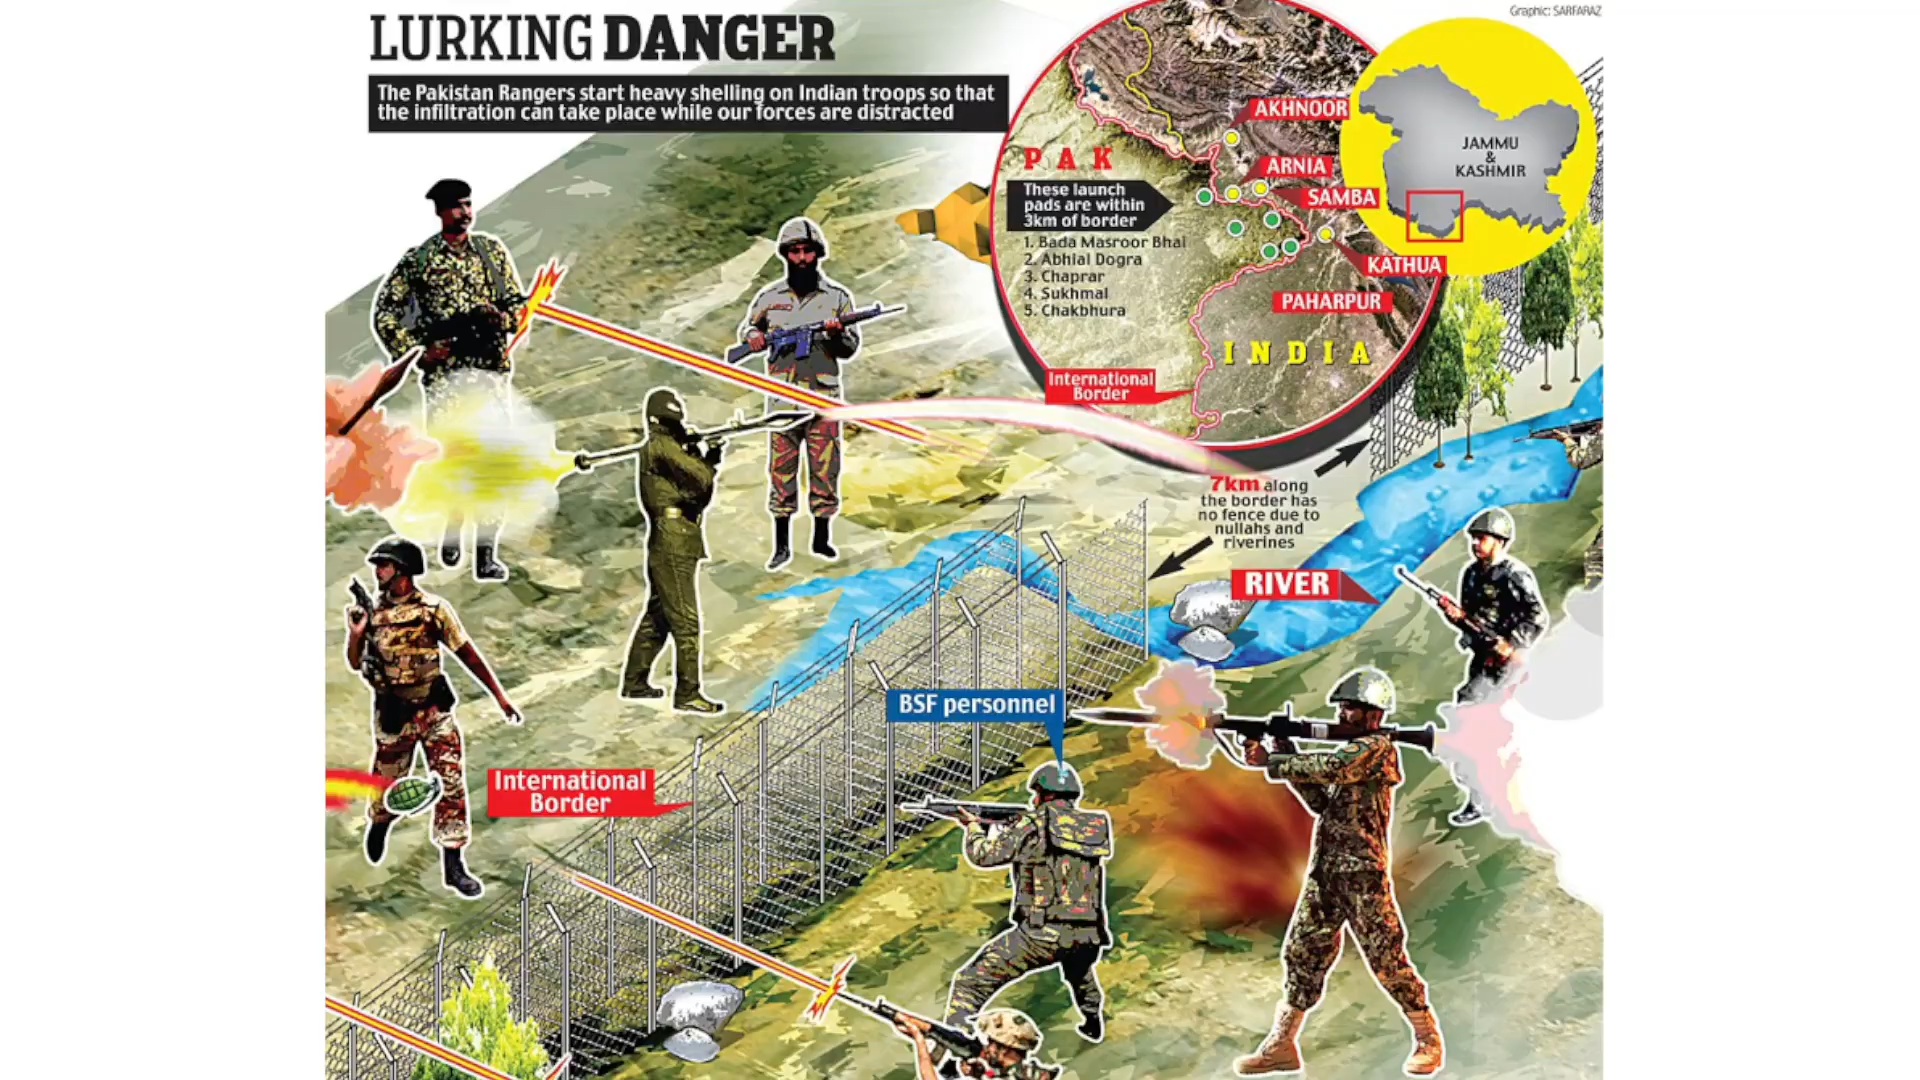 Graphic: SARFARAZ
LURKING DANGER
The Pakistan Rangers start heavy shelling on Indian troops so that
the infiltration can take place while our forces are distracted
AKHNOOR
JAMMU
&
KASHMIR
PAK
ARNIA
These launch
pads are within
3km of border
SAMBA
1. Bada Masroor Bhai
2. Abhial Dogra
3. Chaprar
4. Sukhmal
5. Chakbhura
KATHUA
PAHARPUR
INDIA
International
Border
7km along
the border has
no fence due to
nullahs and
riverines
RIVER
BSF personnel
International
Border